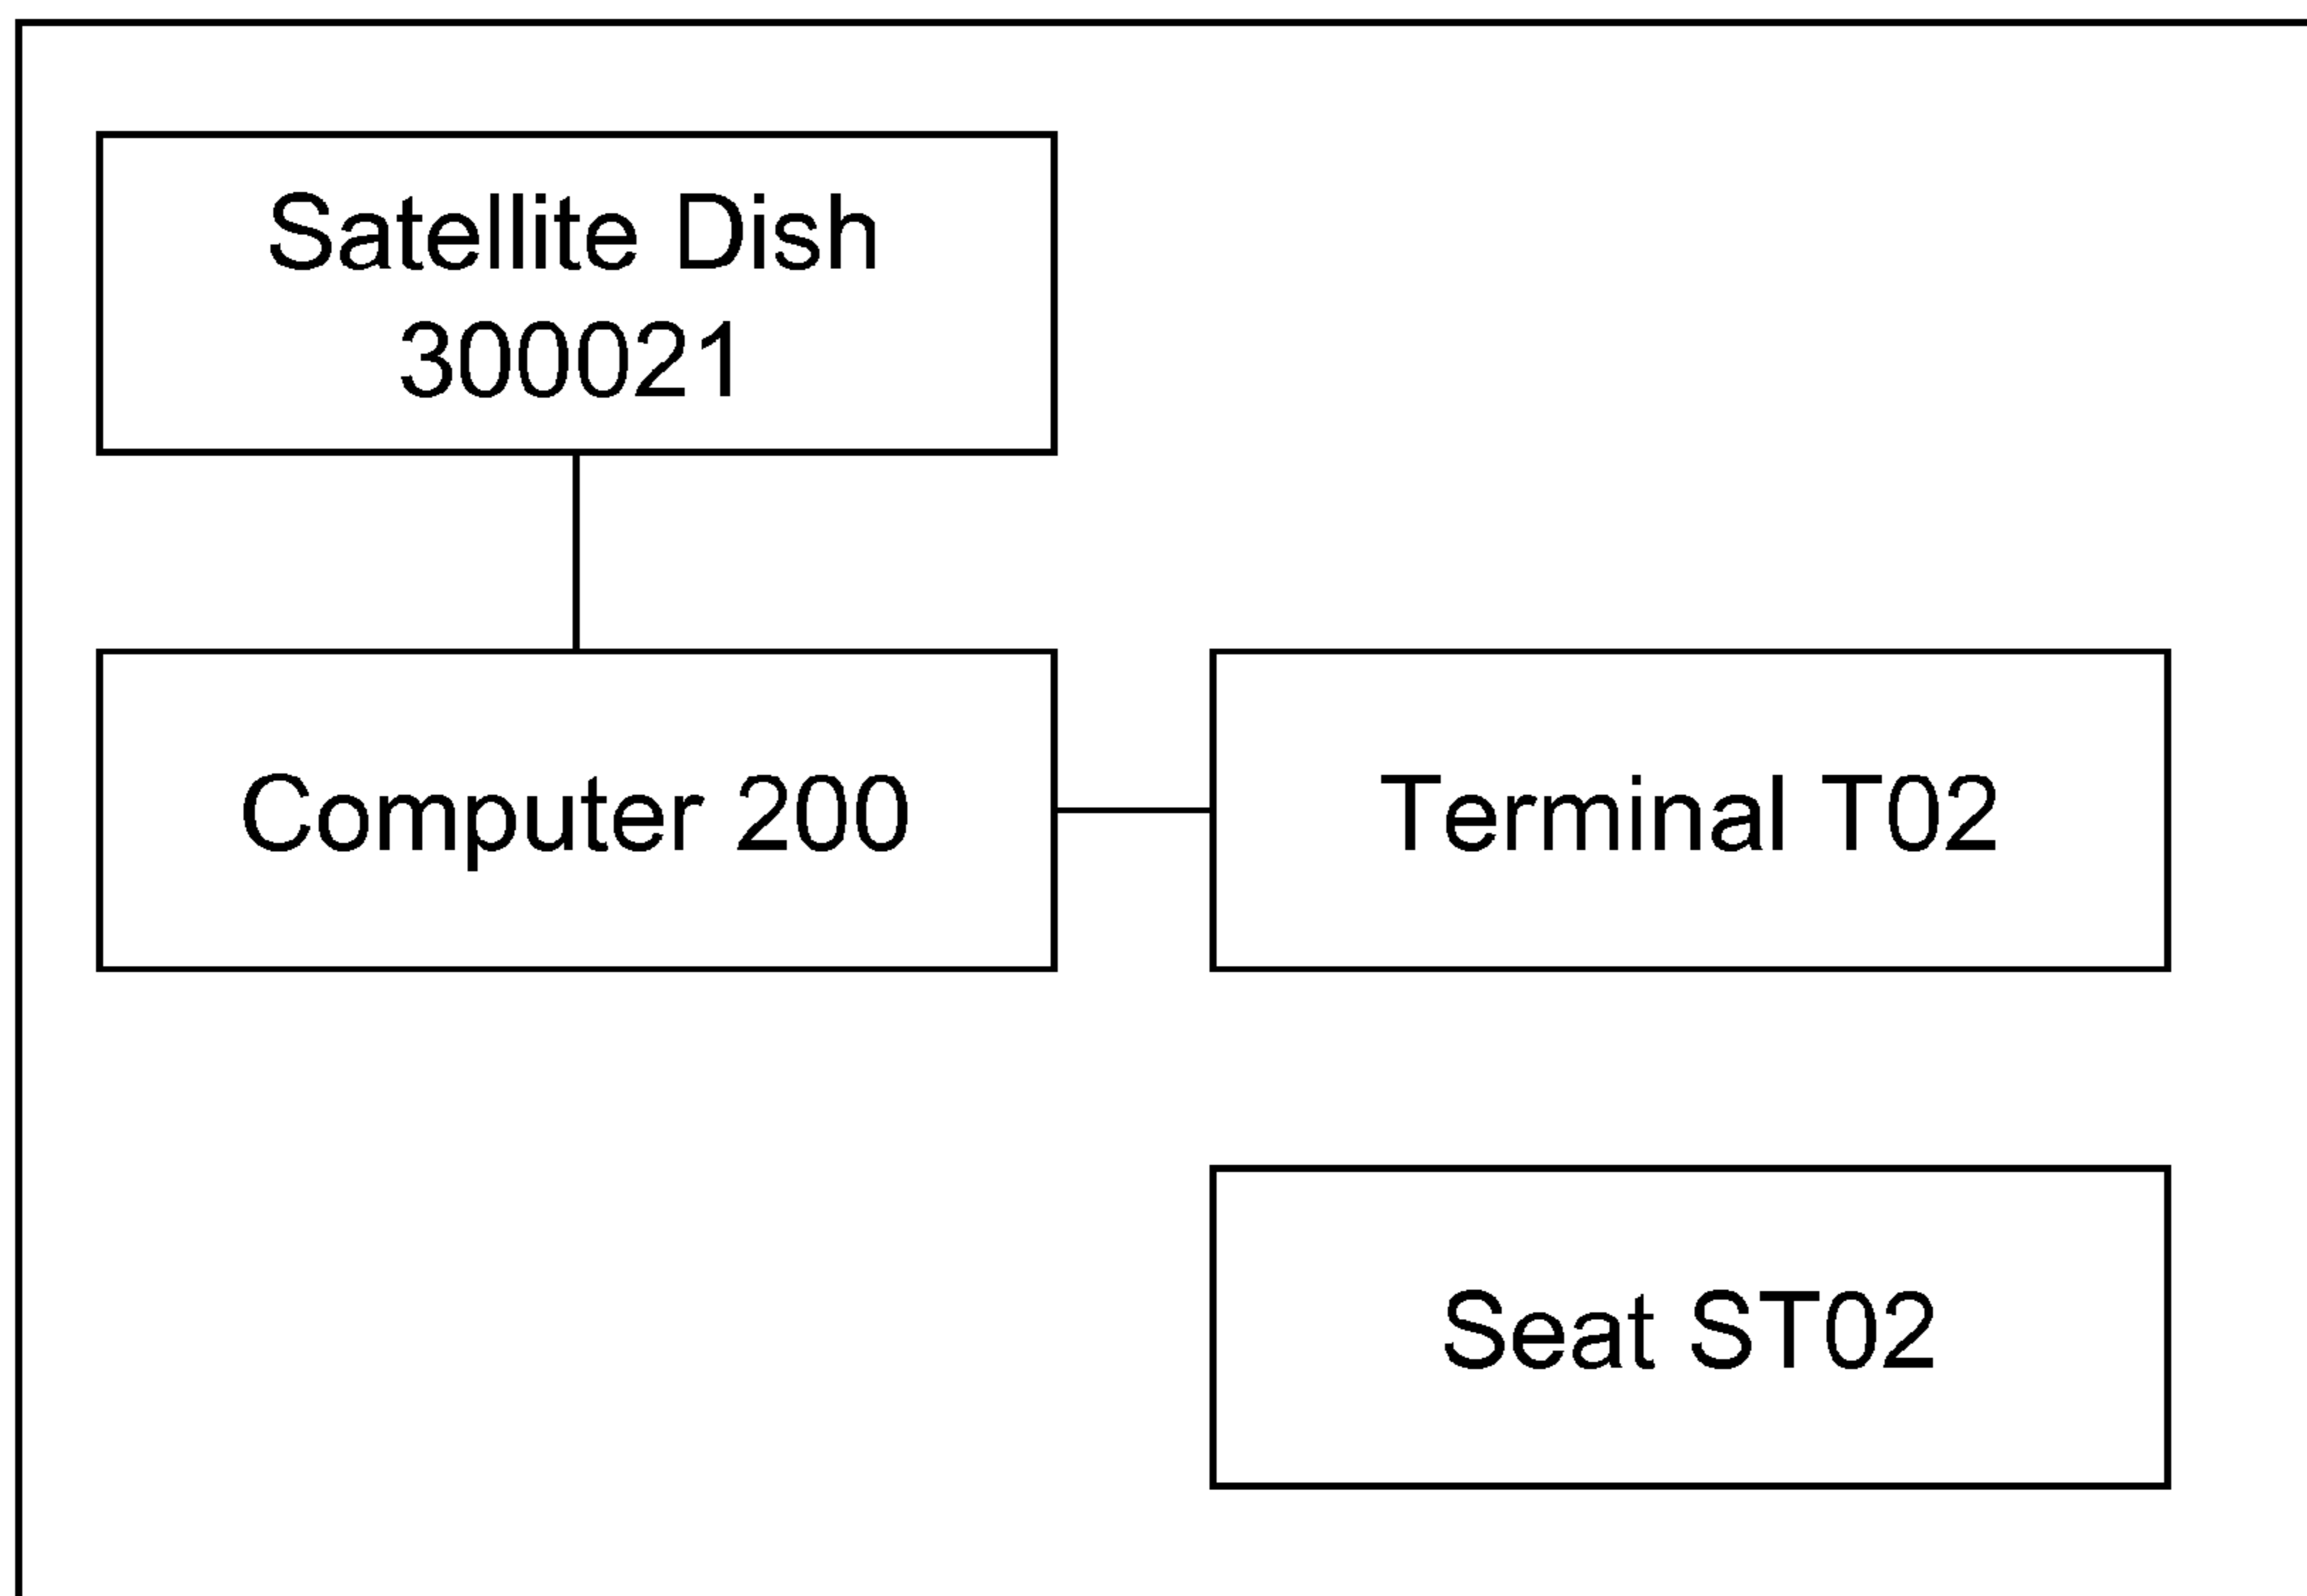 Satellite Dish
300021
Computer 200
Terminal T02
Seat ST02